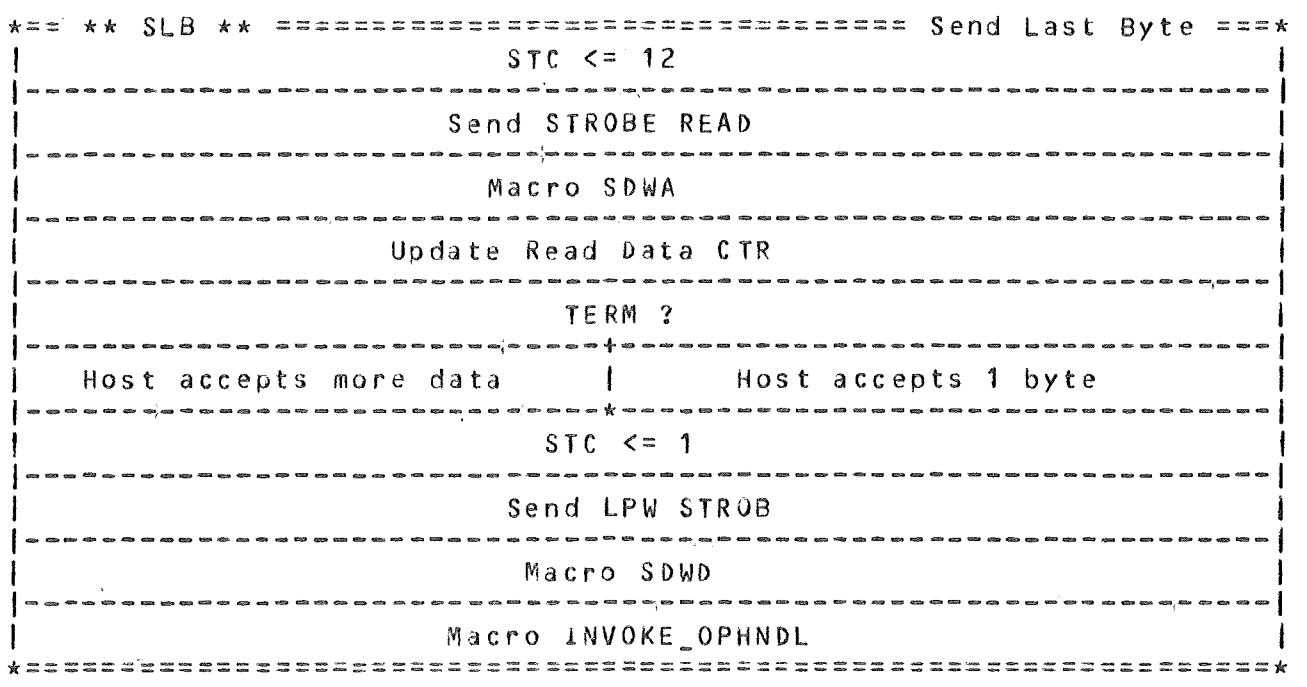 *== ** SLB ** ================================ Send Last Byte ===*
| STC <= 12 |
|---------------------------------------------------------------|
| Send STROBE READ |
|---------------------------------------------------------------|
| Macro SDWA |
|---------------------------------------------------------------|
| Update Read Data CTR |
|---------------------------------------------------------------|
| TERM ? |
|------------------------------+--------------------------------|
| Host accepts more data | Host accepts 1 byte |
|------------------------------*--------------------------------|
| STC <= 1 |
|---------------------------------------------------------------|
| Send LPW STROB |
|---------------------------------------------------------------|
| Macro SDWD |
|---------------------------------------------------------------|
| Macro INVOKE_OPHNDL |
*===============================================================*